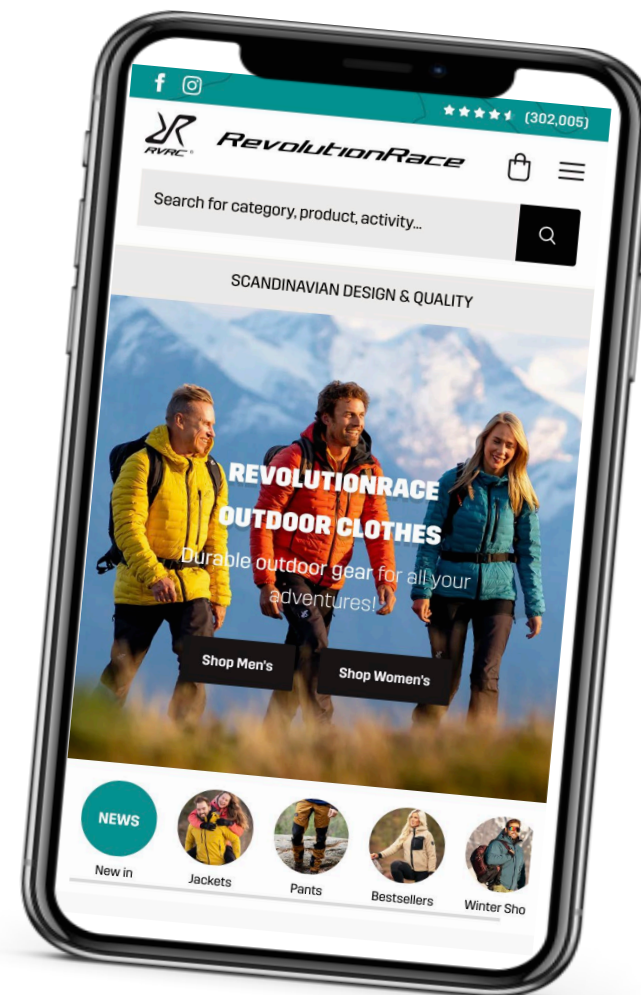 (302,005)
RVRC®
RevolutionRace
Search for category, product, activity...
SCANDINAVIAN DESIGN & QUALITY
REVOLUTIONRACE
OUTDOOR CLOTHES
Durable outdoor gear for all your
adventures!
Shop Men's
Shop Women's
NEWS
New in
Jackets
Pants
Bestsellers
Winter Sho